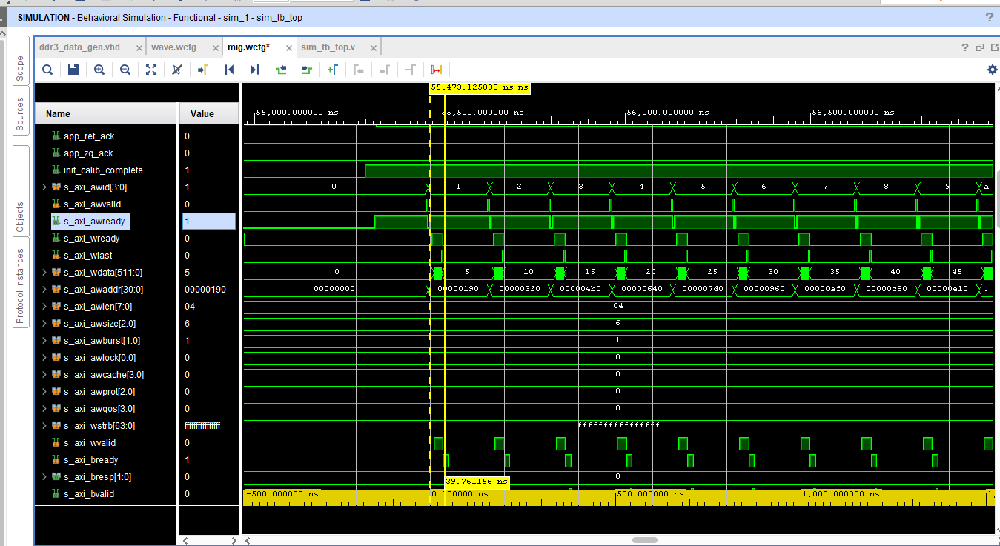 SIMULATION - Behavioral Simulation - Functional - sim_1 - sim_tb_top ?
Scope
Sources
Objects
Protocol Instances
ddr3_data_gen.vhd × wave.wcfg × mig.wcfg* × sim_tb_top.v × ?
55,473.125000 ns ns
Name Value
55,000.000000 ns 55,500.000000 ns 56,000.000000 ns 56,500.000000 ns
app_ref_ack 0
app_zq_ack 0
init_calib_complete 1
s_axi_awid[3:0] 1 0 1 2 3 4 5 6 7 8 9 a
s_axi_awvalid 0
s_axi_awready 1
s_axi_wready 0
s_axi_wlast 0
s_axi_wdata[511:0] 5 0 5 10 15 20 25 30 35 40 45
s_axi_awaddr[30:0] 00000190 00000000 00000190 00000320 000004b0 00000640 000007d0 00000960 00000af0 00000c80 00000e10 .
s_axi_awlen[7:0] 04 04
s_axi_awsize[2:0] 6 6
s_axi_awburst[1:0] 1 1
s_axi_awlock[0:0] 0 0
s_axi_awcache[3:0] 0 0
s_axi_awprot[2:0] 0 0
s_axi_awqos[3:0] 0 0
s_axi_wstrb[63:0] ffffffffffffffff ffffffffffffffff
s_axi_wvalid 0
s_axi_bready 1
s_axi_bresp[1:0] 0 0
39.761156 ns
s_axi_bvalid 0
-500.000000 ns 0.000000 ns 500.000000 ns 1,000.000000 ns